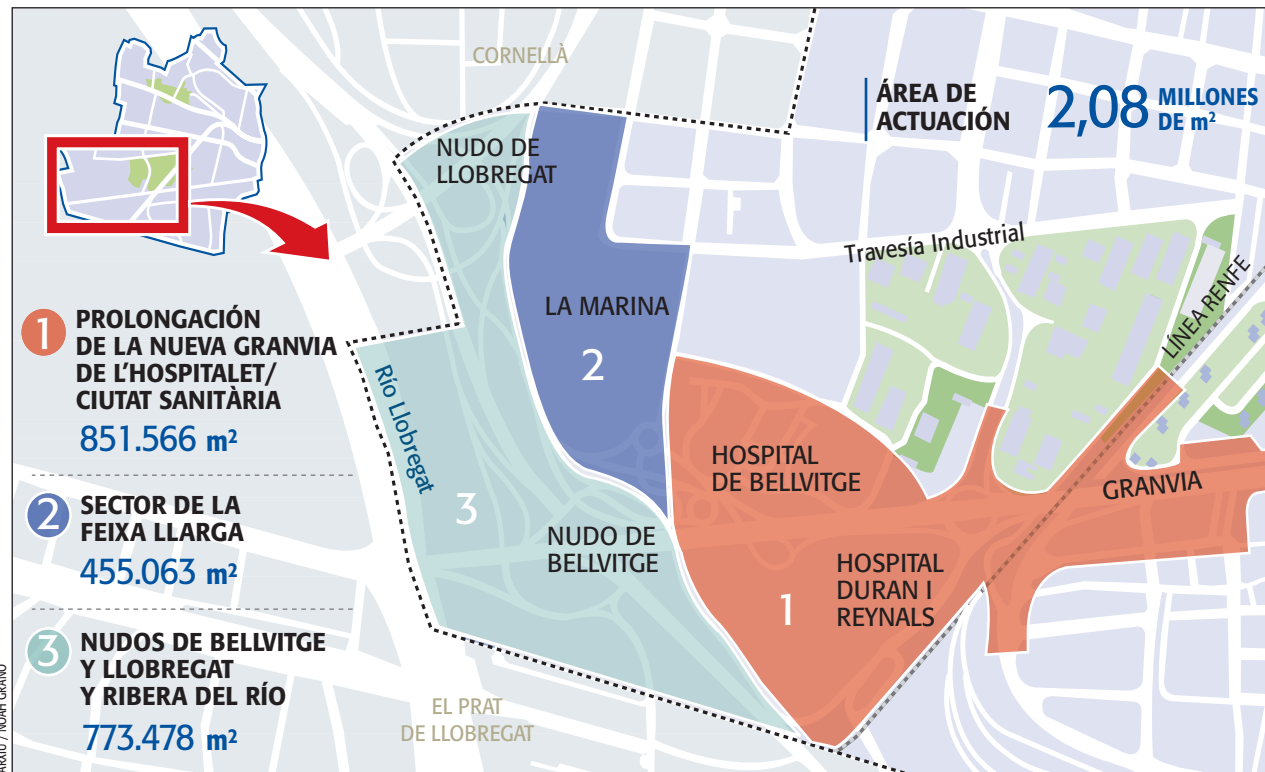 CORNELLÀ
ÁREA DE
ACTUACIÓN
2,08 MILLONES
DE m²
NUDO DE
LLOBREGAT
Travesía Industrial
LÍNEA RENFE
LA MARINA
2
1
PROLONGACIÓN
DE LA NUEVA GRANVIA
DE L'HOSPITALET/
CIUTAT SANITÀRIA
851.566 m²
2
SECTOR DE LA
FEIXA LLARGA
455.063 m²
3
NUDOS DE BELLVITGE
Y LLOBREGAT
Y RIBERA DEL RÍO
773.478 m²
Río Llobregat
3
HOSPITAL
DE BELLVITGE
GRANVIA
NUDO DE
BELLVITGE
HOSPITAL
DURAN I
REYNALS
1
EL PRAT
DE LLOBREGAT
ARXIU / NOAH GRANÓ